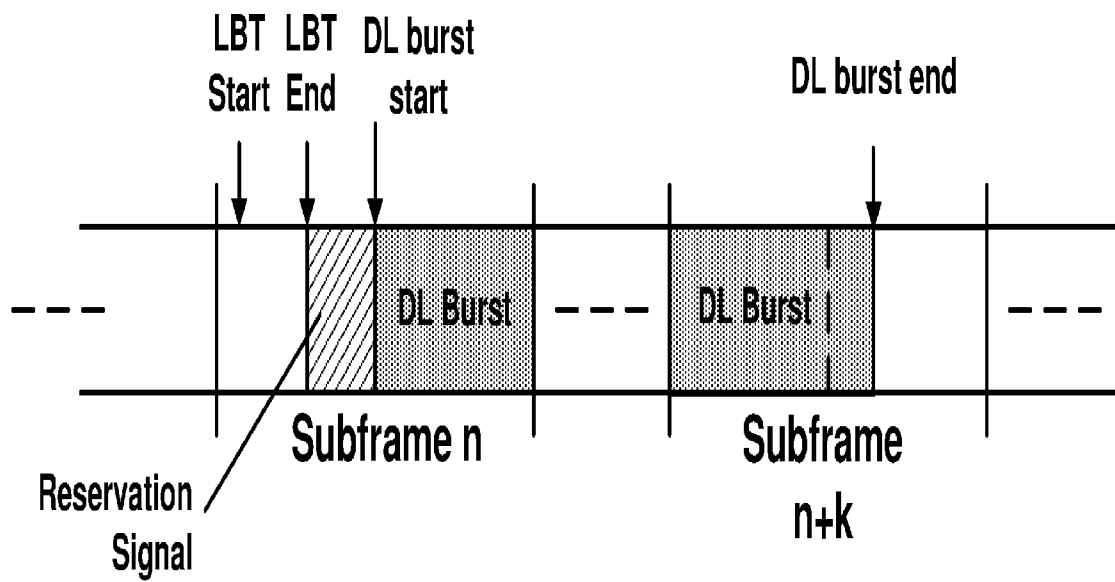 LBT LBT DL burst
Start End start
DL burst end
DL Burst
DL Burst
Subframe n
Subframe
n+k
Reservation
Signal